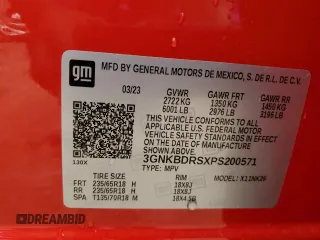 gm
MFD BY GENERAL MOTORS DE MEXICO, S. DE R.L. DE C.V.
03/23 GVWR GAWR FRT GAWR RR
2722 KG 1350 KG 1450 KG
6001 LB 2976 LB 3196 LB
THIS VEHICLE CONFORMS TO ALL
APPLICABLE U.S. FEDERAL MOTOR
VEHICLE SAFETY STANDARDS IN
EFFECT ON THE DATE OF
MANUFACTURE SHOWN ABOVE.
3GNKBDRSXPS200571
130X TYPE: MPV MODEL: X11NK26
TIRE SIZE RIM
FRT 235/65R18 H 18X8J
RR 235/65R18 H 18X8J
SPA T135/70R18 M 18X4.5B
DREAMBID